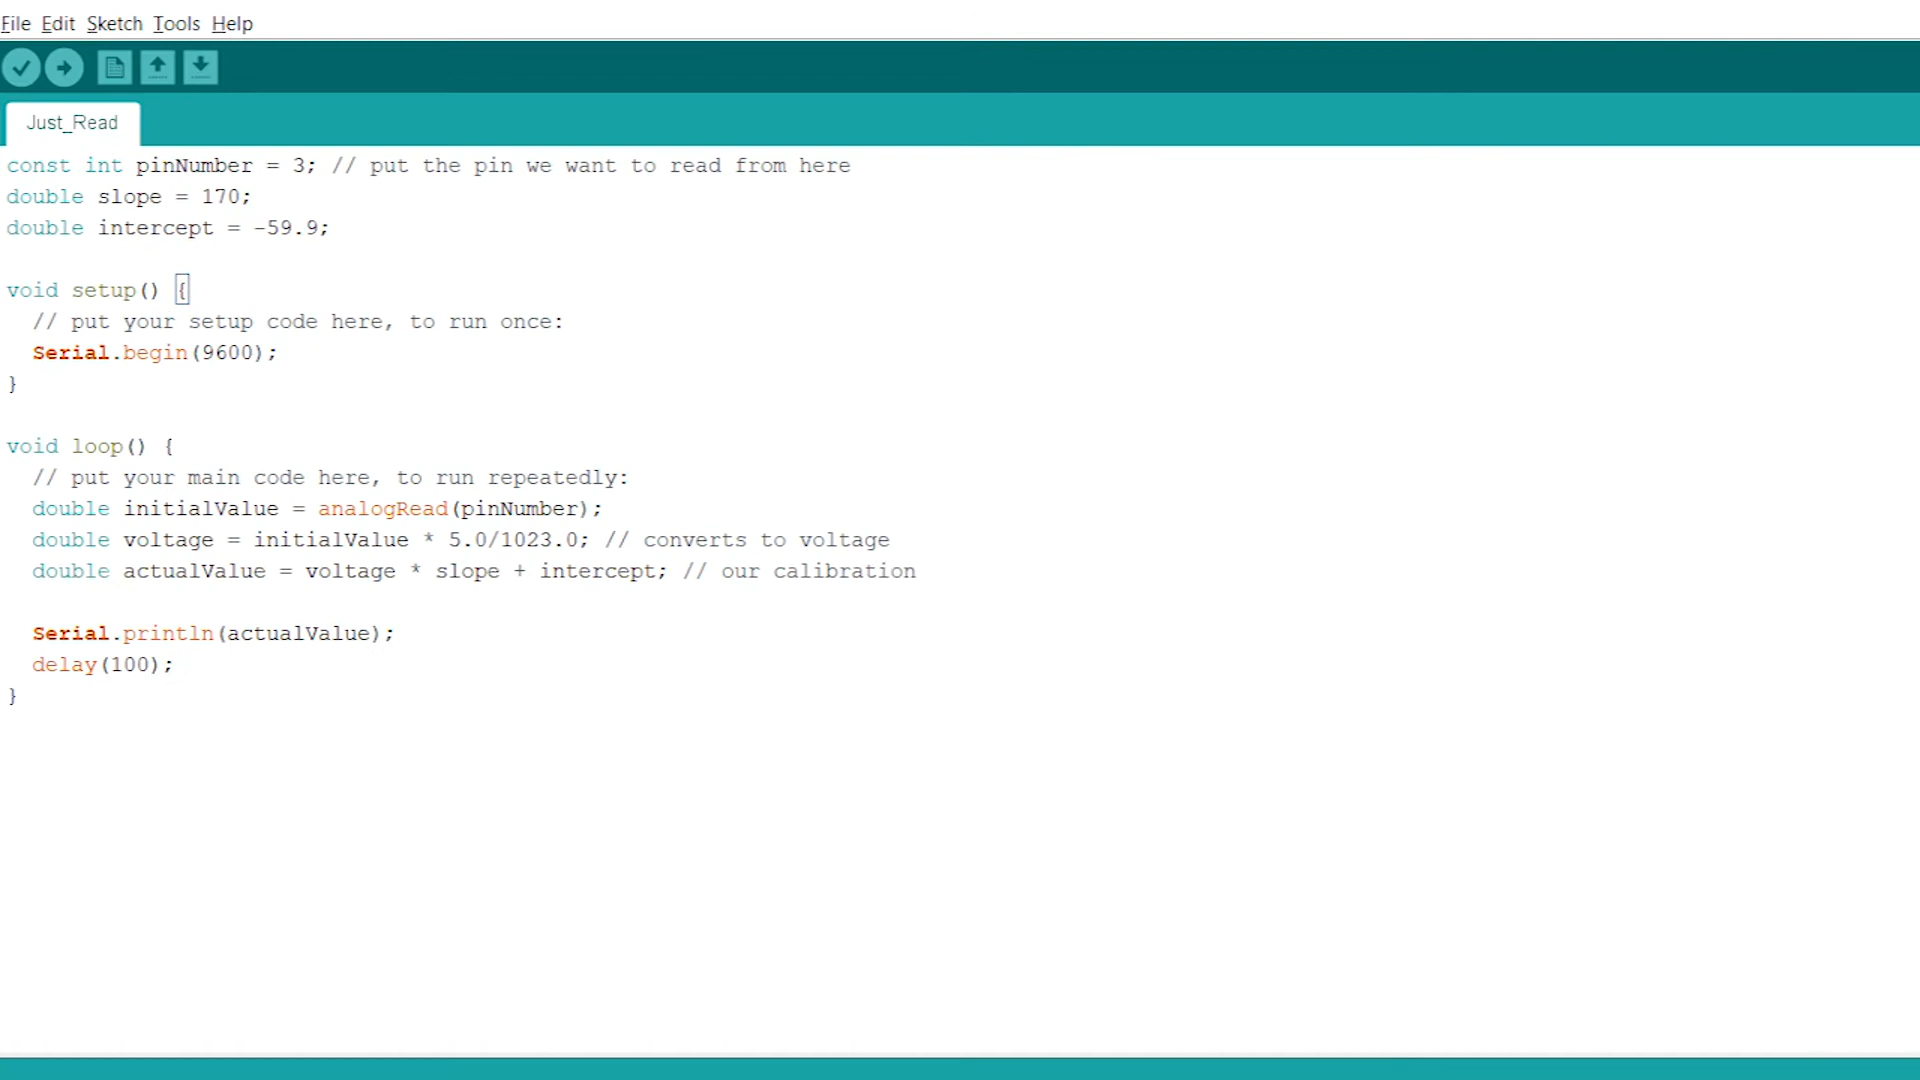 File Edit Sketch Tools Help
Just_Read
const int pinNumber = 3; // put the pin we want to read from here
double slope = 170;
double intercept = -59.9;
void setup() {
// put your setup code here, to run once:
Serial.begin(9600);
}
void loop() {
// put your main code here, to run repeatedly:
double initialValue = analogRead(pinNumber);
double voltage = initialValue * 5.0/1023.0; // converts to voltage
double actualValue = voltage * slope + intercept; // our calibration
Serial.println(actualValue);
delay(100);
}